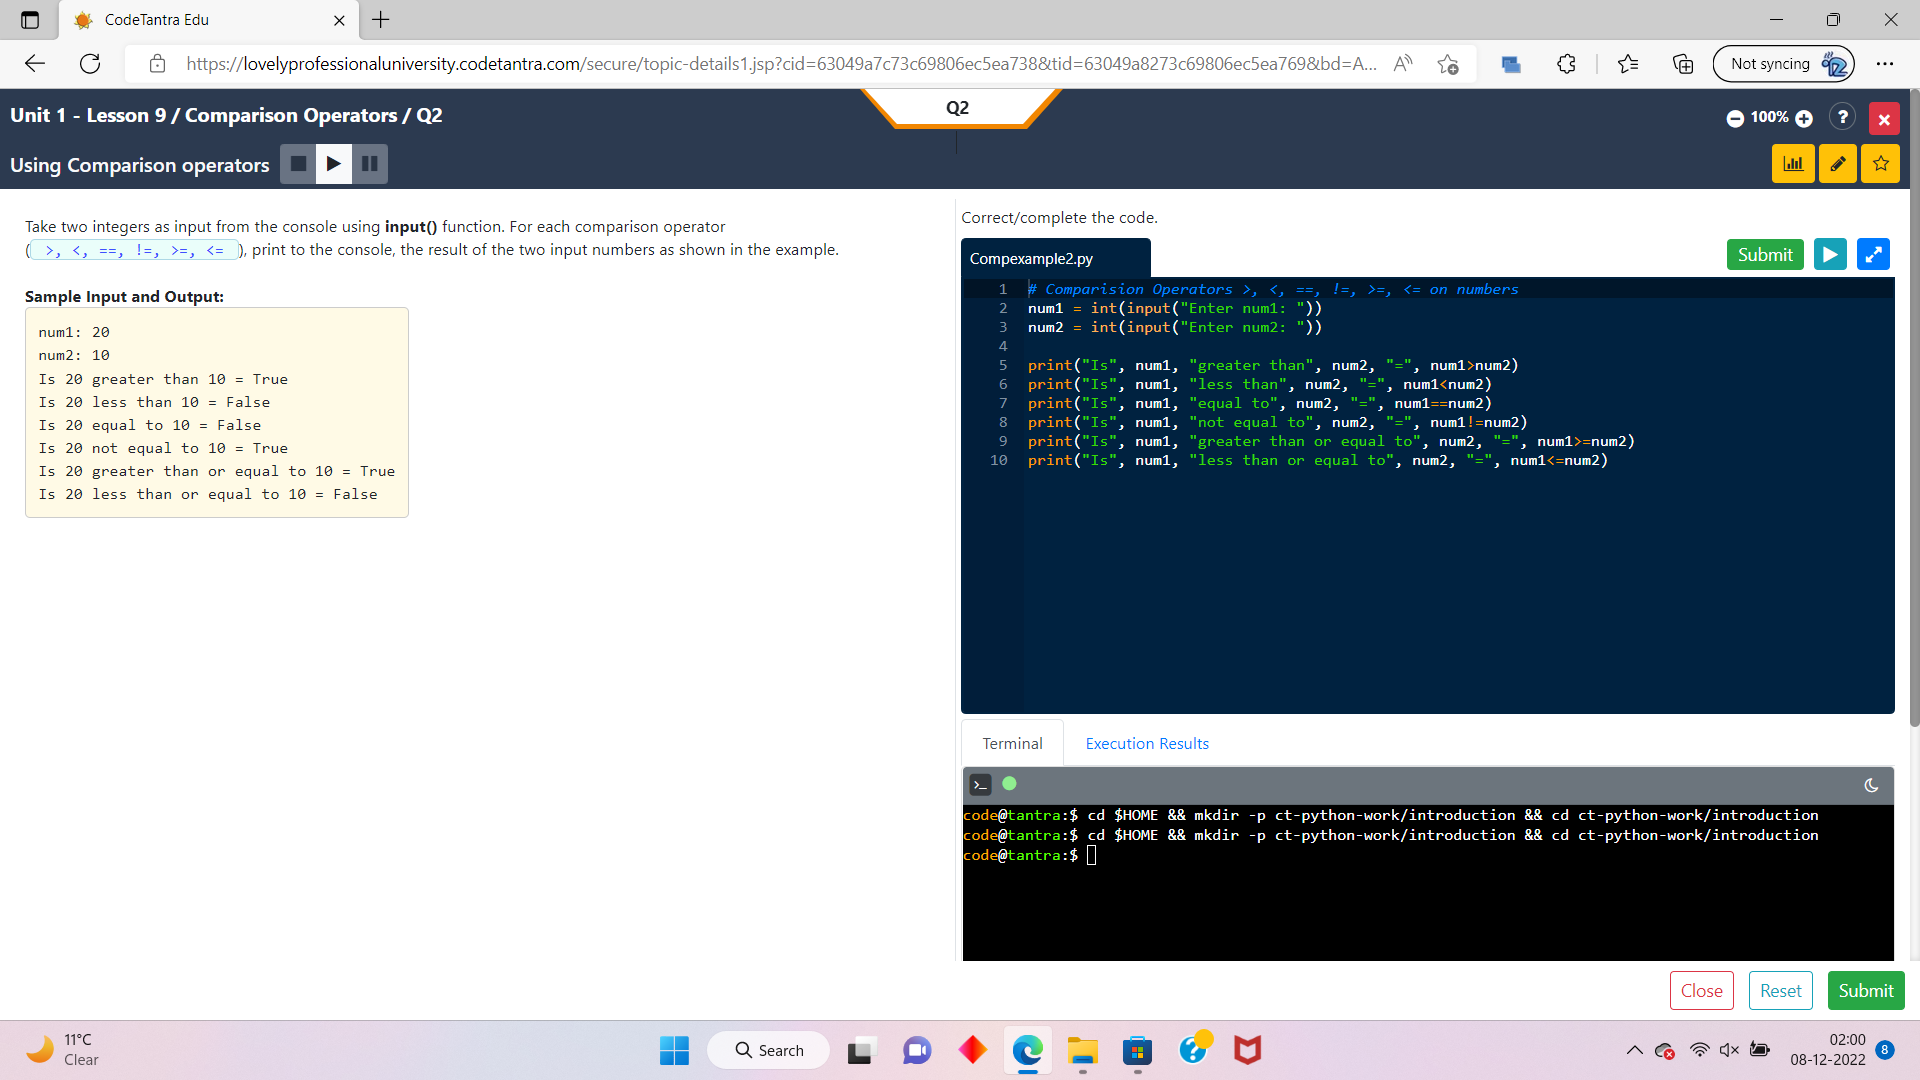 CodeTantra Edu
https://lovelyprofessionaluniversity.codetantra.com/secure/topic-details1.jsp?cid=63049a7c73c69806ec5ea738&tid=63049a8273c69806ec5ea769&bd=A...
Not syncing
Unit 1 - Lesson 9 / Comparison Operators / Q2
Q2
100%
?
Using Comparison operators
Take two integers as input from the console using input() function. For each comparison operator
( >, <, ==, !=, >=, <= ), print to the console, the result of the two input numbers as shown in the example.
Sample Input and Output:
num1: 20
num2: 10
Is 20 greater than 10 = True
Is 20 less than 10 = False
Is 20 equal to 10 = False
Is 20 not equal to 10 = True
Is 20 greater than or equal to 10 = True
Is 20 less than or equal to 10 = False
Correct/complete the code.
Compexample2.py
Submit
1 # Comparision Operators >, <, ==, !=, >=, <= on numbers
2 num1 = int(input("Enter num1: "))
3 num2 = int(input("Enter num2: "))
4
5 print("Is", num1, "greater than", num2, "=", num1>num2)
6 print("Is", num1, "less than", num2, "=", num1<num2)
7 print("Is", num1, "equal to", num2, "=", num1==num2)
8 print("Is", num1, "not equal to", num2, "=", num1!=num2)
9 print("Is", num1, "greater than or equal to", num2, "=", num1>=num2)
10 print("Is", num1, "less than or equal to", num2, "=", num1<=num2)
Terminal
Execution Results
code@tantra:$ cd $HOME && mkdir -p ct-python-work/introduction && cd ct-python-work/introduction
code@tantra:$ cd $HOME && mkdir -p ct-python-work/introduction && cd ct-python-work/introduction
code@tantra:$
Close
Reset
Submit
11°C
Clear
Search
02:00
08-12-2022
8